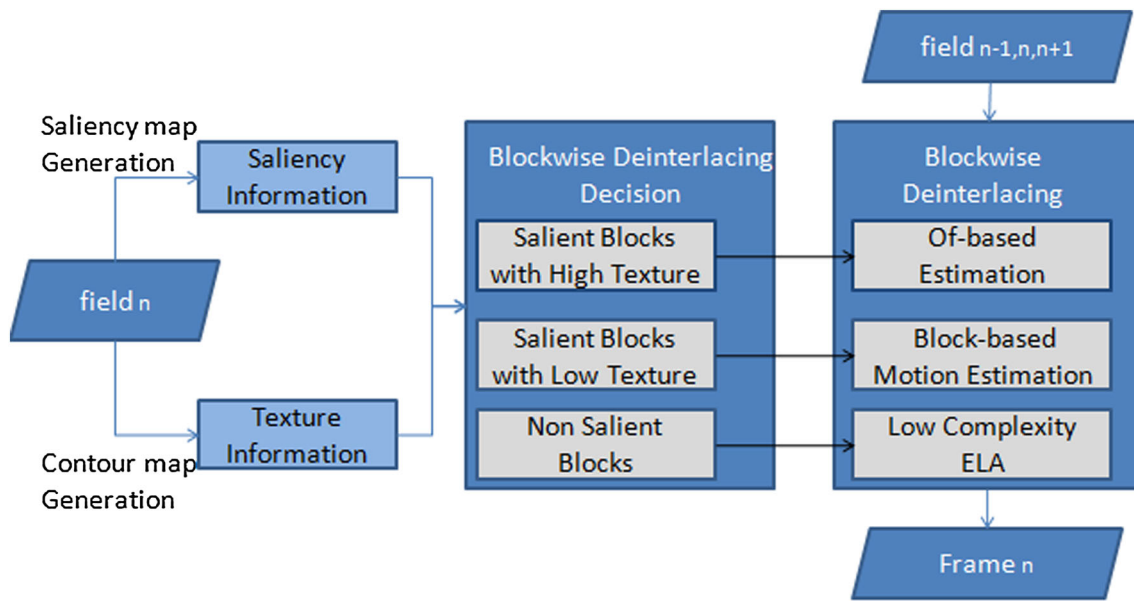 field n-1,n,n+1
Saliency map
Generation
Saliency
Information
field n
Texture
Information
Contour map
Generation
Blockwise Deinterlacing
Decision
Salient Blocks
with High Texture
Salient Blocks
with Low Texture
Non Salient
Blocks
Blockwise
Deinterlacing
Of-based
Estimation
Block-based
Motion Estimation
Low Complexity
ELA
Frame n